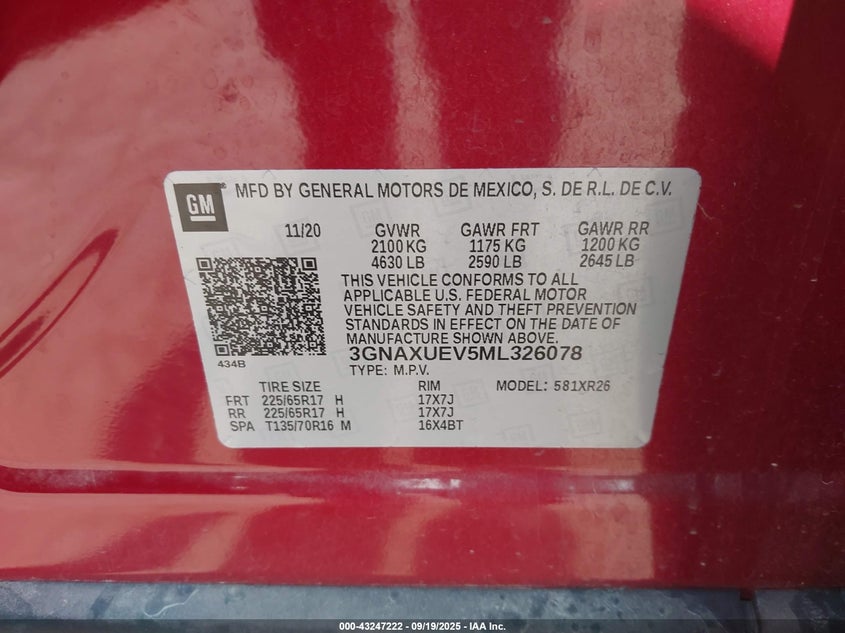 GM
MFD BY GENERAL MOTORS DE MEXICO, S. DE R.L. DE C.V.
11/20 GVWR GAWR FRT GAWR RR
2100 KG 1175 KG 1200 KG
4630 LB 2590 LB 2645 LB
THIS VEHICLE CONFORMS TO ALL
APPLICABLE U.S. FEDERAL MOTOR
VEHICLE SAFETY AND THEFT PREVENTION
STANDARDS IN EFFECT ON THE DATE OF
MANUFACTURE SHOWN ABOVE.
434B
3GNAXUEV5ML326078
TYPE: M.P.V.
TIRE SIZE RIM MODEL: 581XR26
FRT 225/65R17 H 17X7J
RR 225/65R17 H 17X7J
SPA T135/70R16 M 16X4BT
000-43247222 - 09/19/2025 - IAA Inc.